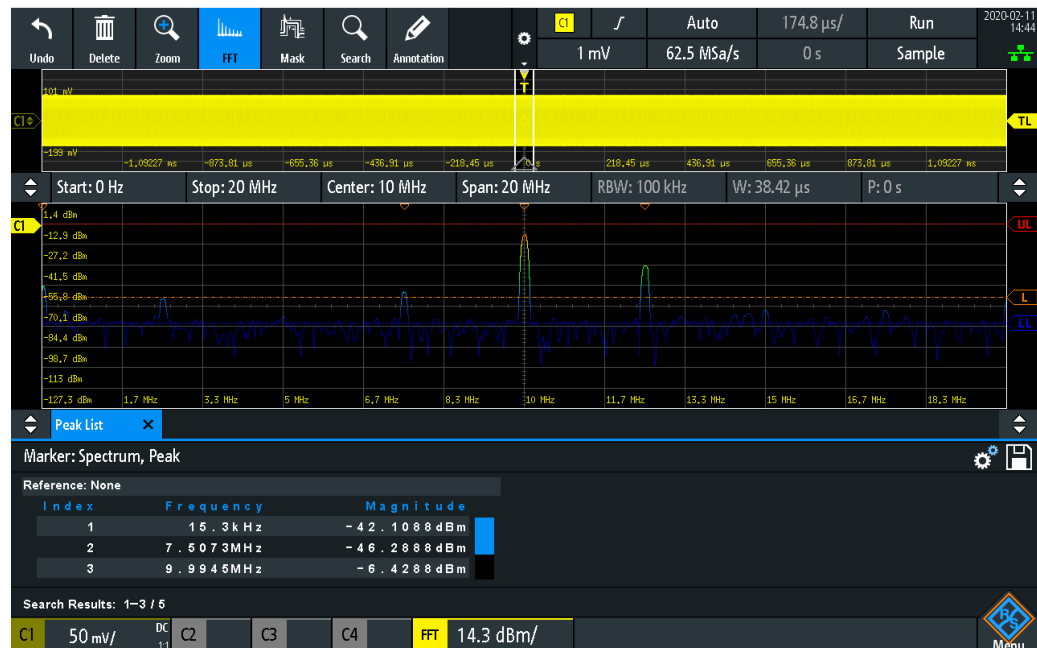 Undo Delete Zoom FFT Mask Search Annotation C1 Auto 174.8 µs/ Run 2020-02-11
14:44
1 mV 62.5 MSa/s 0 s Sample
T
101 mV
C1 TL
-199 mV
-1.09227 ms -873.81 µs -655.36 µs -436.91 µs -218.45 µs 0 s 218.45 µs 436.91 µs 655.36 µs 873.81 µs 1.09227 ms
Start: 0 Hz Stop: 20 MHz Center: 10 MHz Span: 20 MHz RBW: 100 kHz W: 38.42 µs P: 0 s
1.4 dBm
C1 UL
-12.9 dBm
-27.2 dBm
-41.5 dBm
-55.8 dBm L
-70.1 dBm LL
-84.4 dBm
-98.7 dBm
-113 dBm
-127.3 dBm 1.7 MHz 3.3 MHz 5 MHz 6.7 MHz 8.3 MHz 10 MHz 11.7 MHz 13.3 MHz 15 MHz 16.7 MHz 18.3 MHz
Peak List
Marker: Spectrum, Peak
Reference: None
Index Frequency Magnitude
1 15.3kHz -42.1088dBm
2 7.5073MHz -46.2888dBm
3 9.9945MHz -6.4288dBm
Search Results: 1-3 / 5
C1 50 mV/ DC 1:1 C2 C3 C4 FFT 14.3 dBm/ R&S
Menu